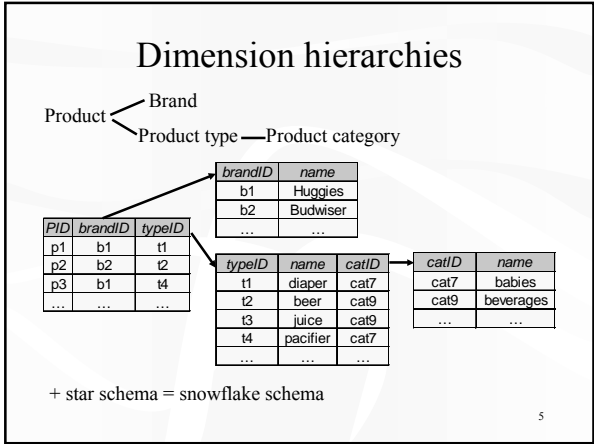 Dimension hierarchies
Brand
Product
Product type Product category
brandID name
b1 Huggies
b2 Budwiser
… …
PID brandID typeID
p1 b1 t1
p2 b2 t2
p3 b1 t4
… … …
typeID name catID
t1 diaper cat7
t2 beer cat9
t3 juice cat9
t4 pacifier cat7
… … …
catID name
cat7 babies
cat9 beverages
… …
+ star schema = snowflake schema
5